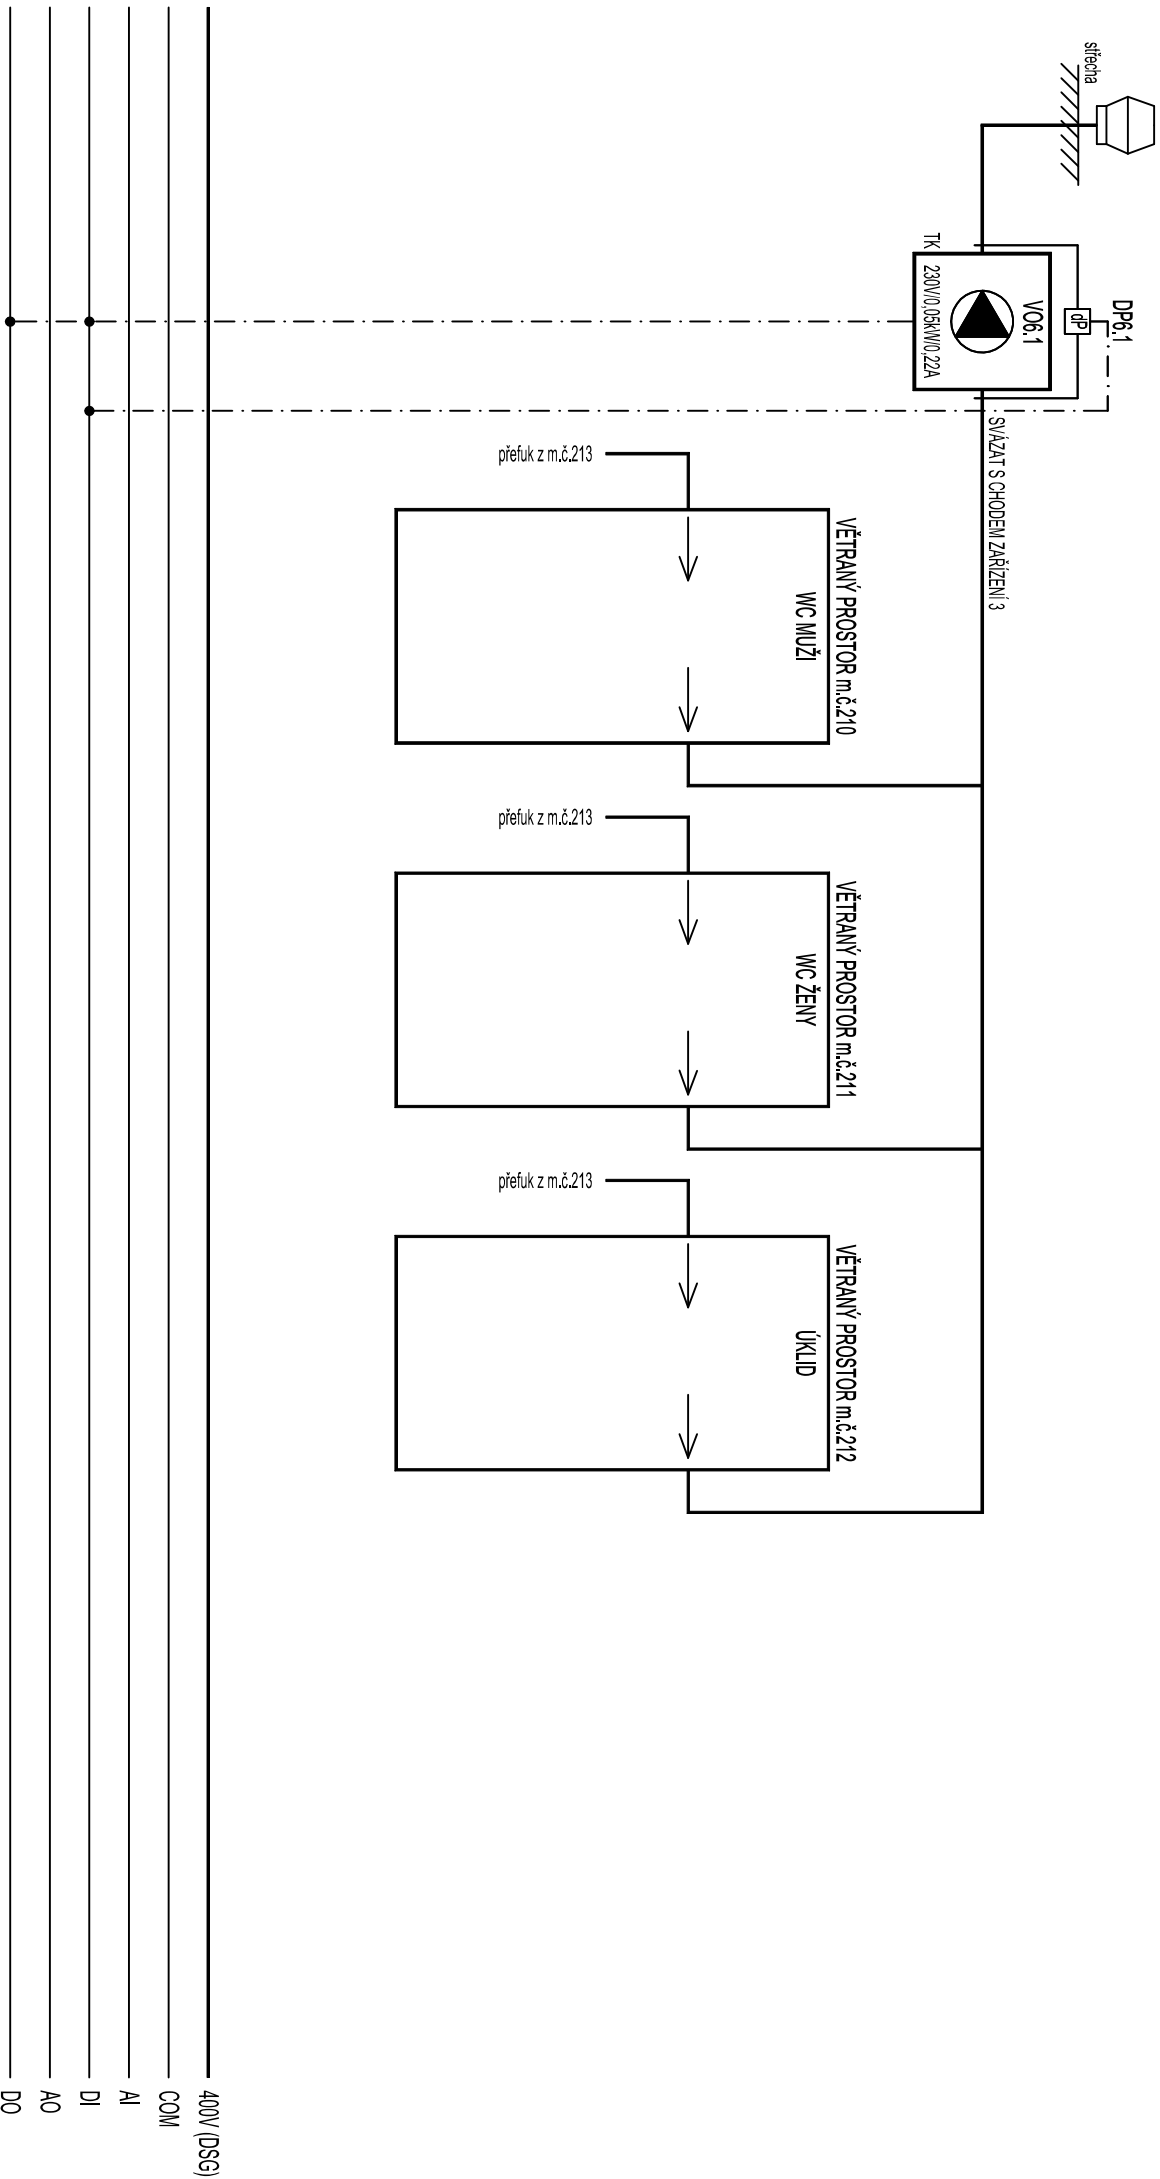 střecha
DP6.1
dP
VO6.1
TK 230V/0,05kW/0,22A
SVÁZAT S CHODEM ZAŘÍZENÍ 3
přefuk z m.č.213
VĚTRANÝ PROSTOR m.č.210
WC MUŽI
přefuk z m.č.213
VĚTRANÝ PROSTOR m.č.211
WC ŽENY
přefuk z m.č.213
VĚTRANÝ PROSTOR m.č.212
ÚKLID
400V (DSG)
COM
AI
DI
AO
DO